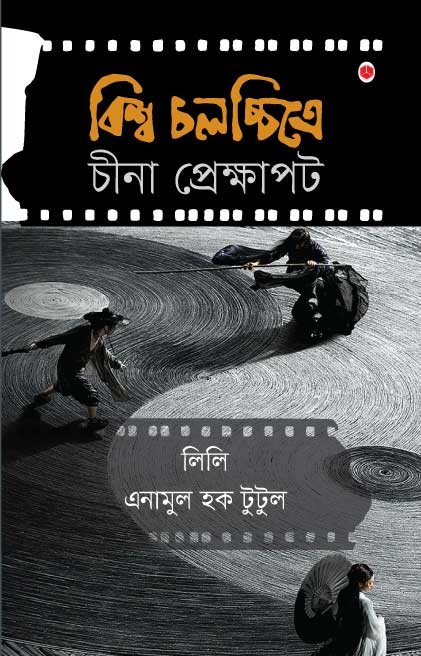 বিশ্ব চলচ্চিত্রে
চীনা প্রেক্ষাপট
লিলি
এনামুল হক টুটুল